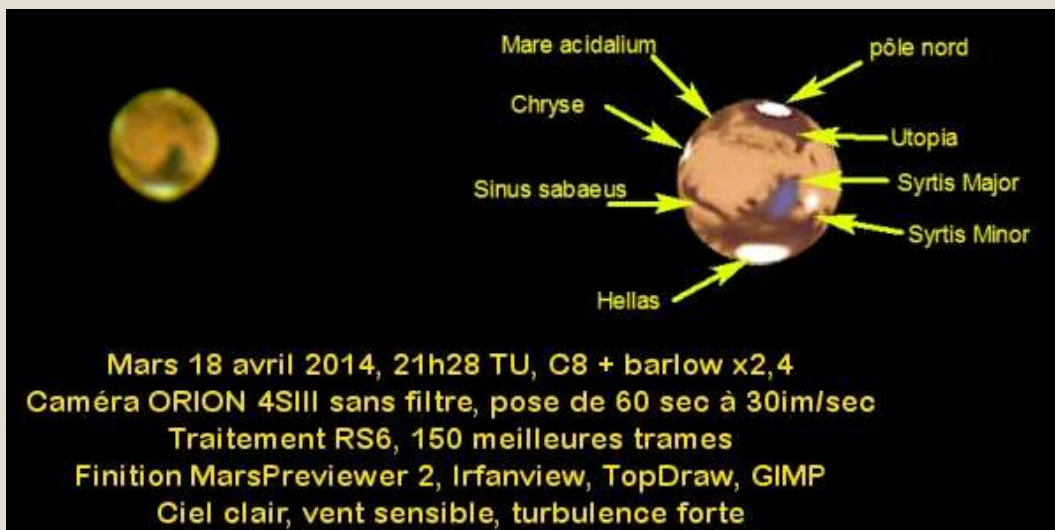 Mare acidalium
pôle nord
Chryse
Utopia
Sinus sabaeus
Syrtis Major
Syrtis Minor
Hellas
Mars 18 avril 2014, 21h28 TU, C8 + barlow x2,4
Caméra ORION 4SIII sans filtre, pose de 60 sec à 30im/sec
Traitement RS6, 150 meilleures trames
Finition MarsPreviewer 2, Irfanview, TopDraw, GIMP
Ciel clair, vent sensible, turbulence forte